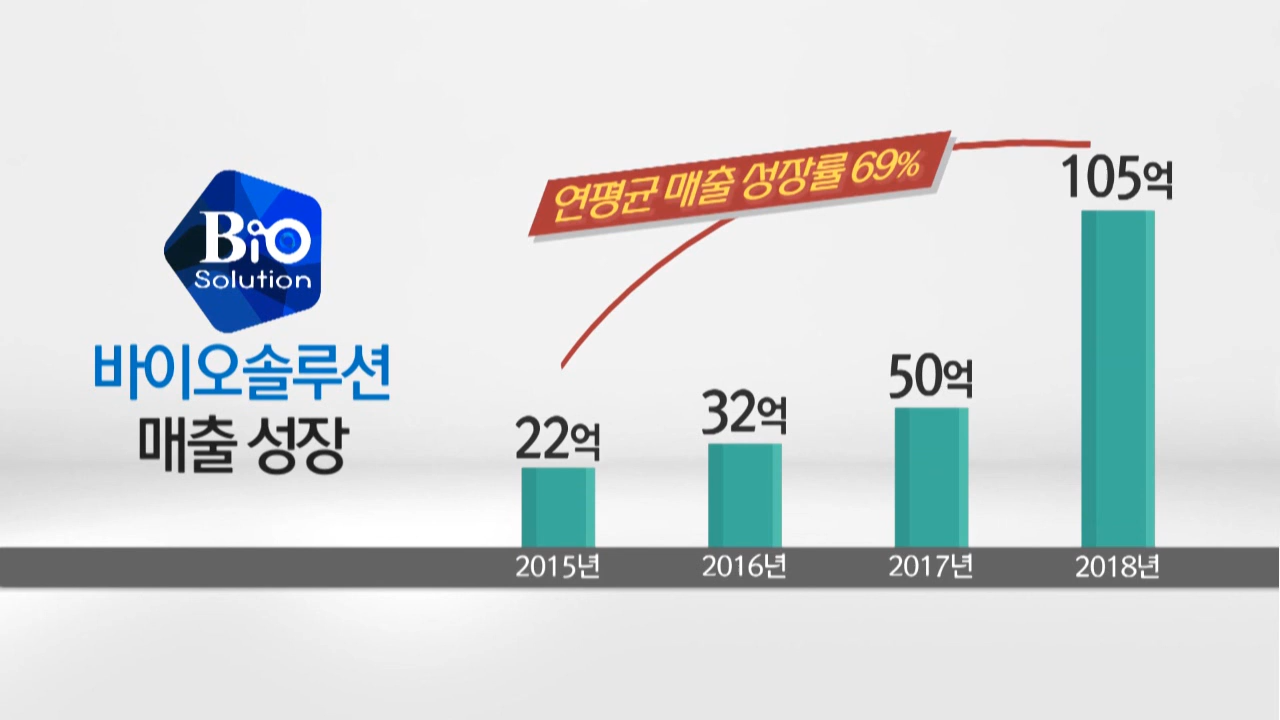 Bio
Solution
바이오솔루션
매출 성장
연평균 매출 성장률 69%
22억
32억
50억
105억
2015년
2016년
2017년
2018년